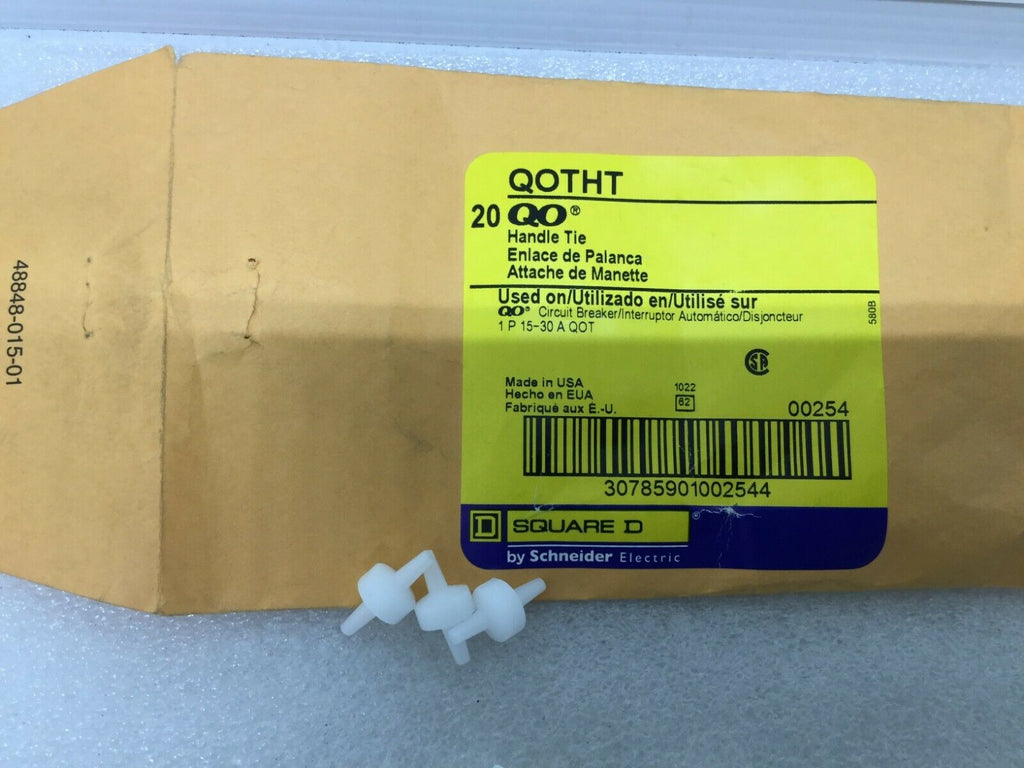 48848-015-01
QOTHT
20 QO®
Handle Tie
Enlace de Palanca
Attache de Manette
Used on/Utilizado en/Utilisé sur
QO® Circuit Breaker/Interruptor Automático/Disjoncteur
1 P 15-30 A QOT
580B
SA
Made in USA
Hecho en EUA
Fabriqué aux É.-U.
1022
62
00254
30785901002544
D SQUARE D ®
by Schneider Electric